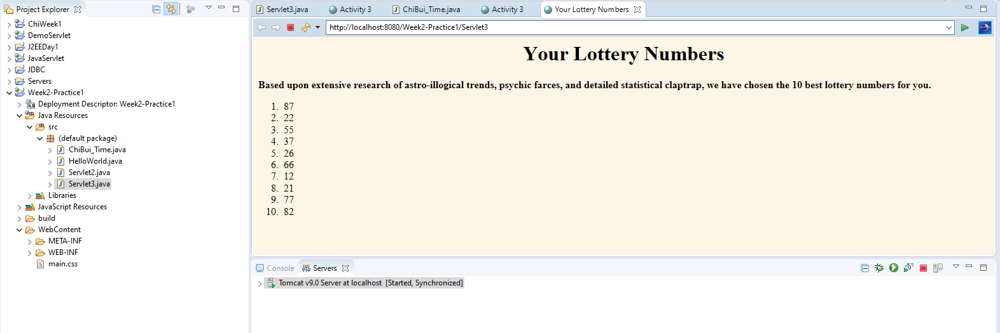 Project Explorer
ChiWeek1
DemoServlet
J2EEDay1
JavaServlet
JDBC
Servers
Week2-Practice1
Deployment Descriptor: Week2-Practice1
Java Resources
src
(default package)
ChiBui_Time.java
HelloWorld.java
Servlet2.java
Servlet3.java
Libraries
JavaScript Resources
build
WebContent
META-INF
WEB-INF
main.css
Servlet3.java Activity 3 ChiBui_Time.java Activity 3 Your Lottery Numbers
http://localhost:8080/Week2-Practice1/Servlet3
Your Lottery Numbers
Based upon extensive research of astro-illogical trends, psychic farces, and detailed statistical claptrap, we have chosen the 10 best lottery numbers for you.
1. 87
2. 22
3. 55
4. 37
5. 26
6. 66
7. 12
8. 21
9. 77
10. 82
Console Servers
Tomcat v9.0 Server at localhost [Started, Synchronized]